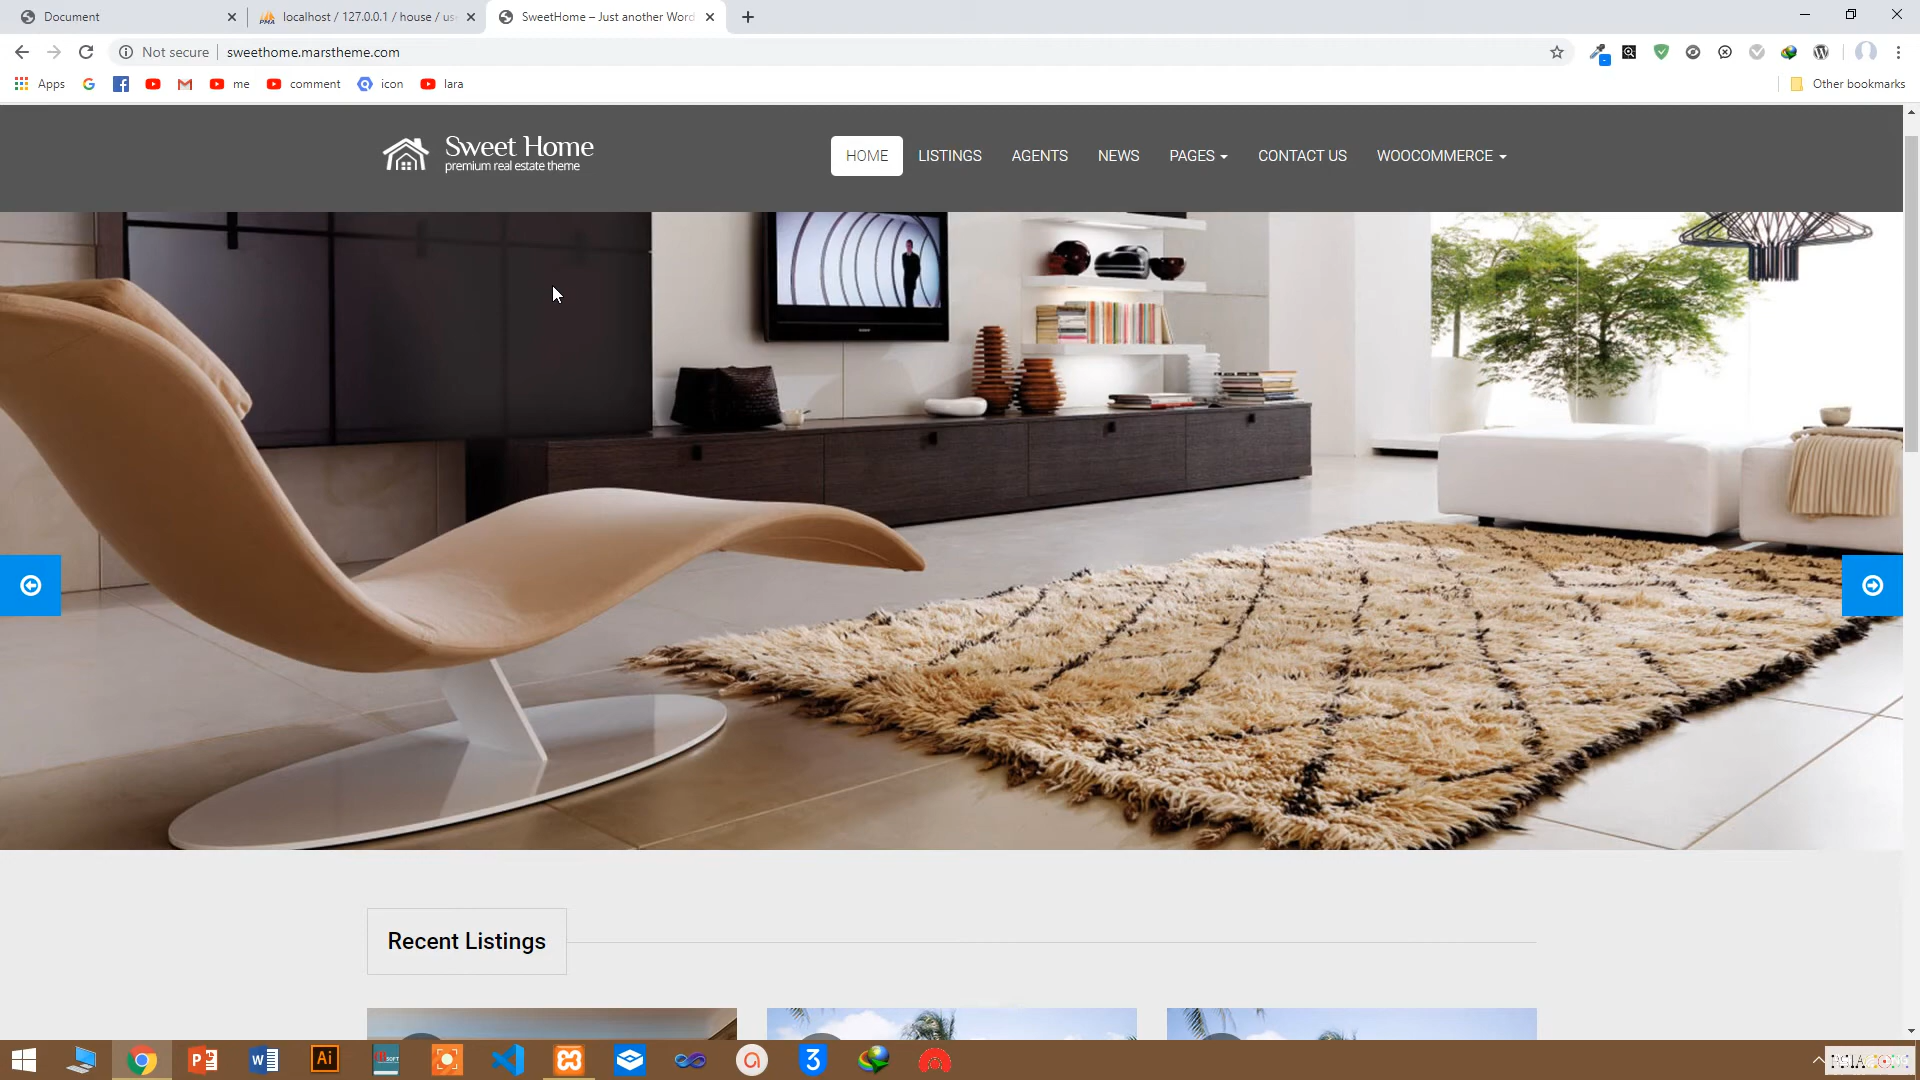 Document
localhost / 127.0.0.1 / house / us
SweetHome – Just another Word
Not secure
sweethome.marstheme.com
Apps
me
comment
icon
lara
Other bookmarks
Sweet Home
premium real estate theme
HOME
LISTINGS
AGENTS
NEWS
PAGES
CONTACT US
WOOCOMMERCE
Recent Listings